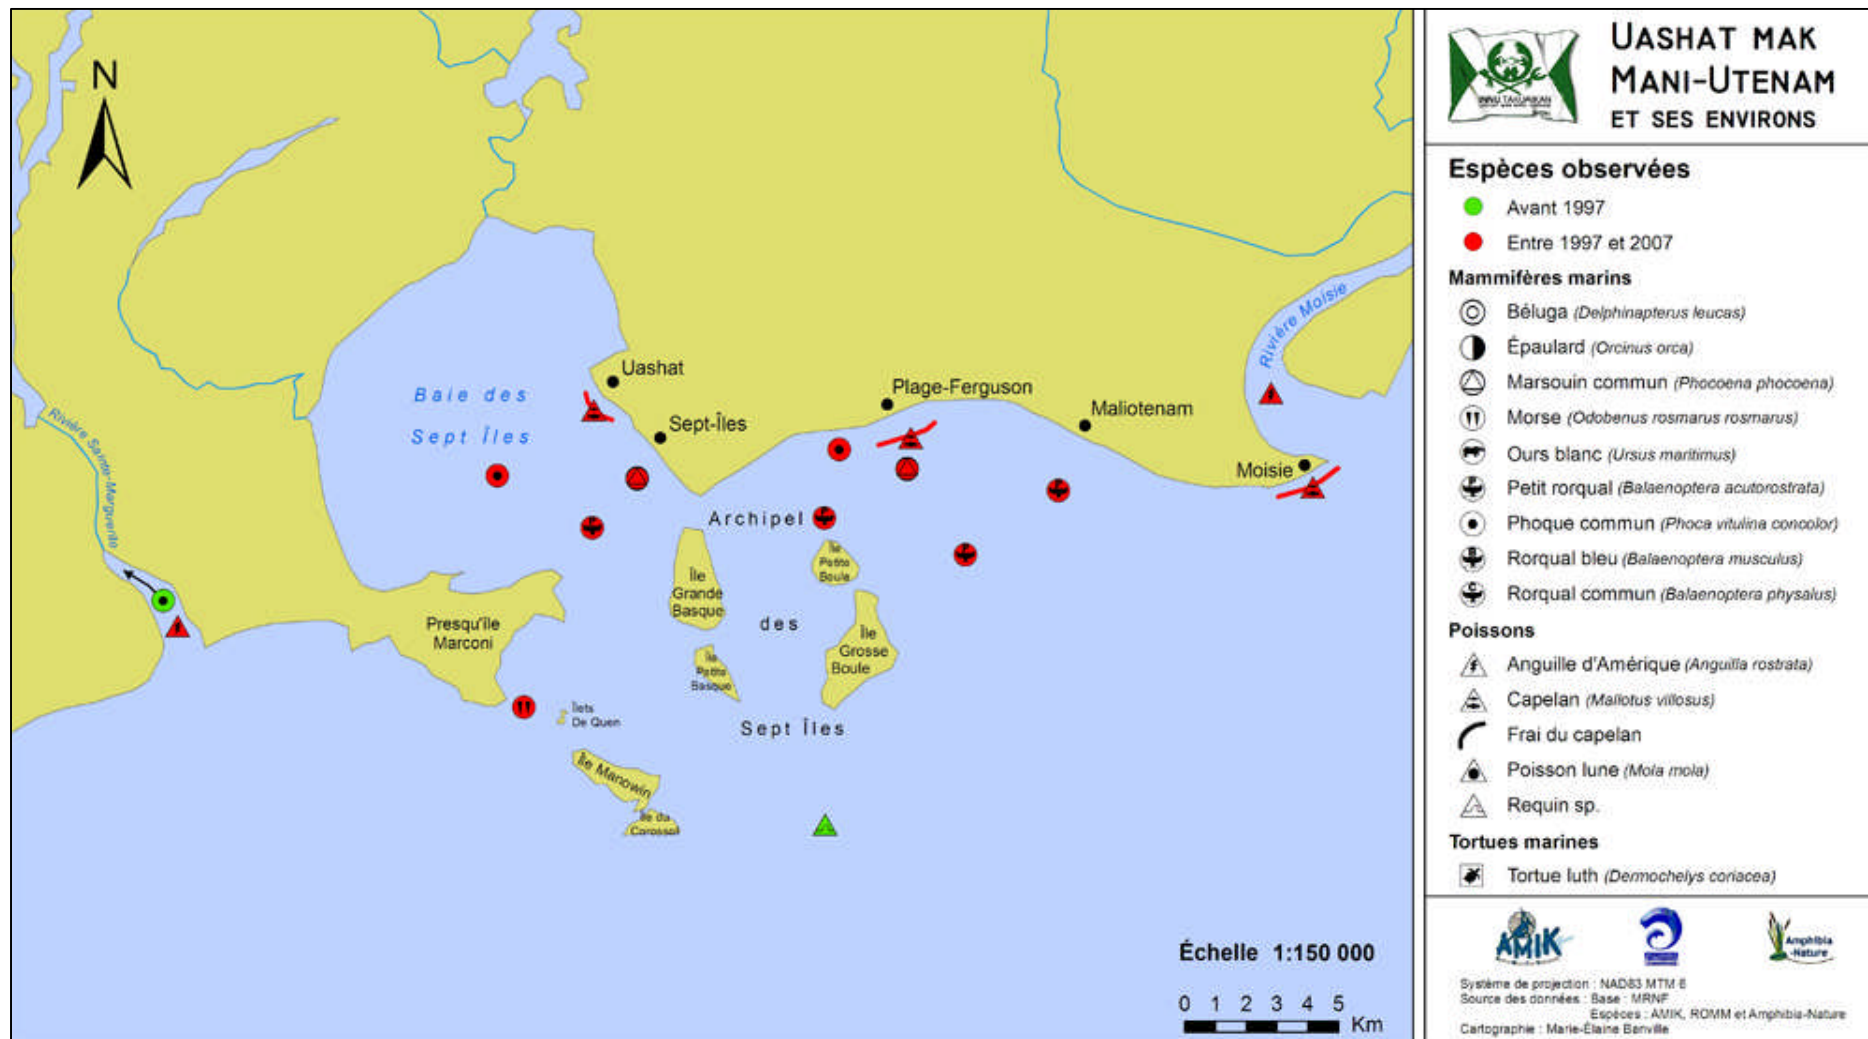 N
UASHAT MAK
MANI-UTENAM
ET SES ENVIRONS
INNU TAKUAIKAN
Espèces observées
Avant 1997
Entre 1997 et 2007
Mammifères marins
Béluga (Delphinapterus leucas)
Épaulard (Orcinus orca)
Marsouin commun (Phocoena phocoena)
Morse (Odobenus rosmarus rosmarus)
Ours blanc (Ursus maritimus)
Petit rorqual (Balaenoptera acutorostrata)
Phoque commun (Phoca vitulina concolor)
Rorqual bleu (Balaenoptera musculus)
Rorqual commun (Balaenoptera physalus)
Poissons
Anguille d'Amérique (Anguilla rostrata)
Capelan (Mallotus villosus)
Frai du capelan
Poisson lune (Mola mola)
Requin sp.
Tortues marines
Tortue luth (Dermochelys coriacea)
AMIK
Amphibia
-Nature
Système de projection : NAD83 MTM 6
Source des données : Base : MRNF
Espèces : AMIK, ROMM et Amphibia-Nature
Cartographie : Marie-Élaine Banville
Rivière Moisie
Uashat
Plage-Ferguson
Baie des
Sept Îles
Sept-Îles
Maliotenam
Moisie
Rivière Sainte-Marguerite
Archipel
Île
Petite
Boule
Île
Grande
Basque
des
Presqu'île
Marconi
Île
Grosse
Boule
Île
Petite
Basque
Îlets
De Quen
Sept Îles
Île Manowin
Île du
Corossol
Échelle 1:150 000
0 1 2 3 4 5
Km